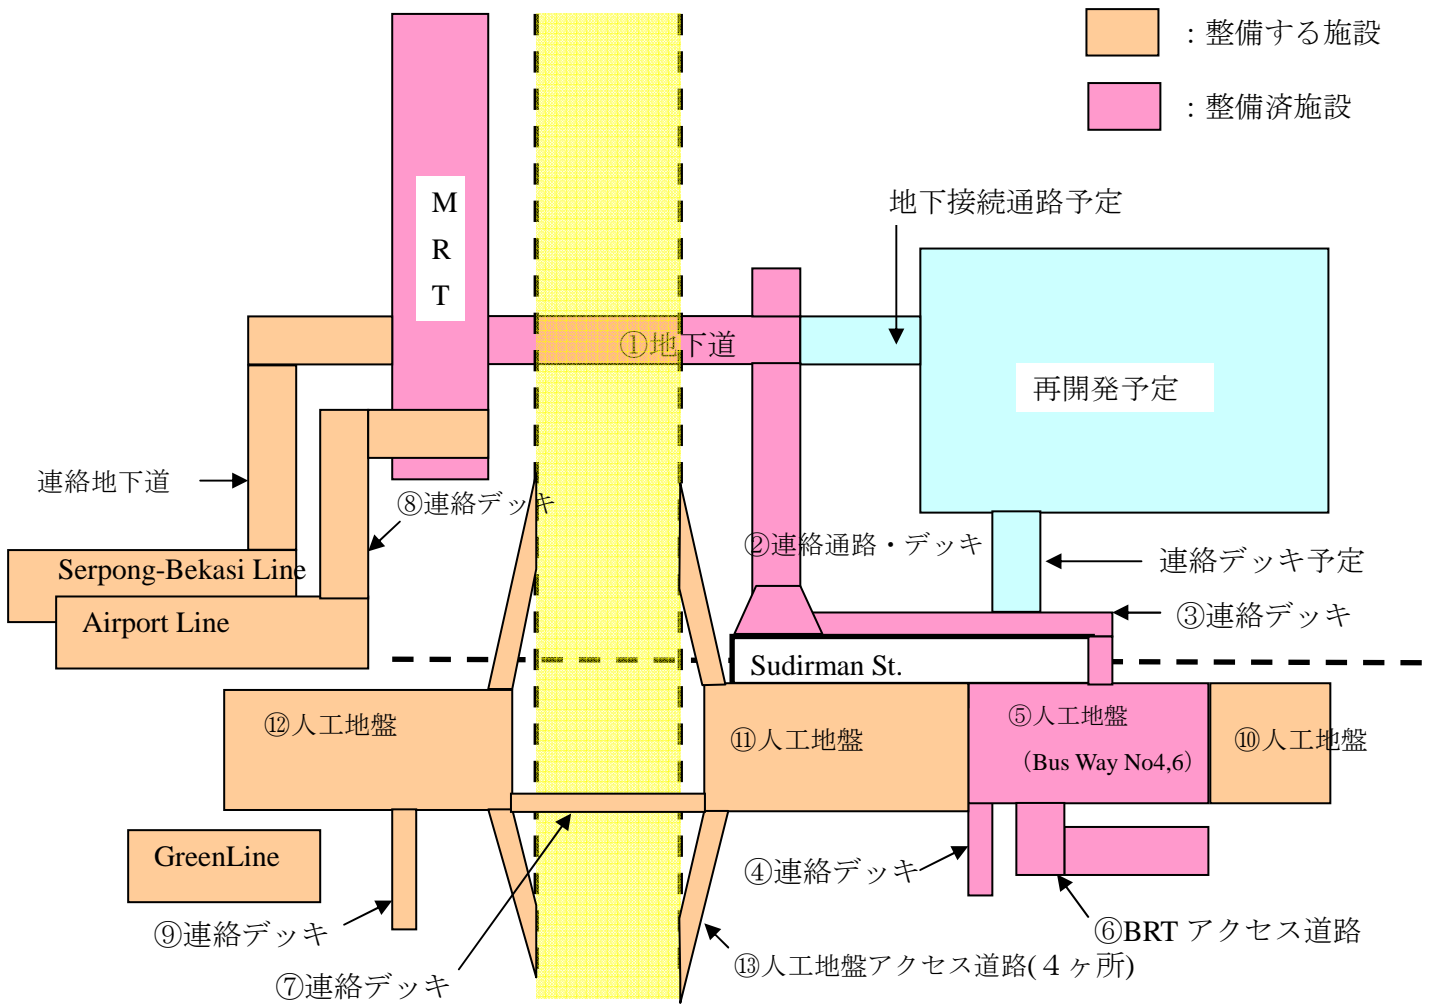 ：整備する施設
：整備済施設
M
R
T
地下接続通路予定
①地下道
再開発予定
連絡地下道
⑧連絡デッキ
②連絡通路・デッキ
連絡デッキ予定
Serpong-Bekasi Line
③連絡デッキ
Airport Line
Sudirman St.
⑫人工地盤
⑪人工地盤
⑤人工地盤
(Bus Way No4,6)
⑩人工地盤
GreenLine
④連絡デッキ
⑨連絡デッキ
⑥BRT アクセス道路
⑬人工地盤アクセス道路(４ヶ所)
⑦連絡デッキ